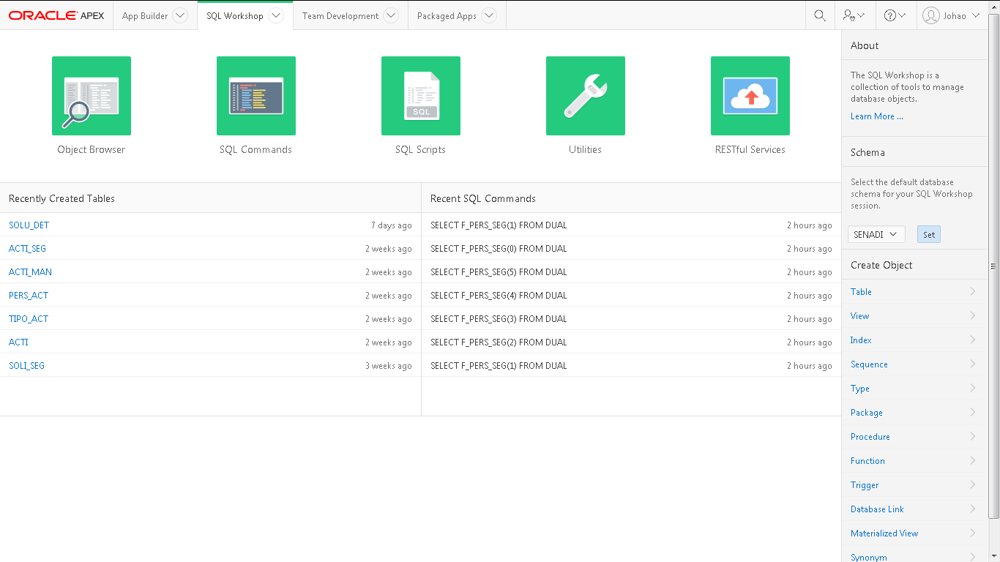 ORACLE APEX
App Builder
SQL Workshop
Team Development
Packaged Apps
Johao
SQL
Object Browser
SQL Commands
SQL Scripts
Utilities
RESTful Services
Recently Created Tables
SOLU_DET 7 days ago
ACTI_SEG 2 weeks ago
ACTI_MAN 2 weeks ago
PERS_ACT 2 weeks ago
TIPO_ACT 2 weeks ago
ACTI 2 weeks ago
SOLI_SEG 3 weeks ago
Recent SQL Commands
SELECT F_PERS_SEG(1) FROM DUAL 2 hours ago
SELECT F_PERS_SEG(0) FROM DUAL 2 hours ago
SELECT F_PERS_SEG(5) FROM DUAL 2 hours ago
SELECT F_PERS_SEG(4) FROM DUAL 2 hours ago
SELECT F_PERS_SEG(3) FROM DUAL 2 hours ago
SELECT F_PERS_SEG(2) FROM DUAL 2 hours ago
SELECT F_PERS_SEG(1) FROM DUAL 2 hours ago
About
The SQL Workshop is a
collection of tools to manage
database objects.
Learn More ...
Schema
Select the default database
schema for your SQL Workshop
session.
SENADI Set
Create Object
Table
View
Index
Sequence
Type
Package
Procedure
Function
Trigger
Database Link
Materialized View
Synonym